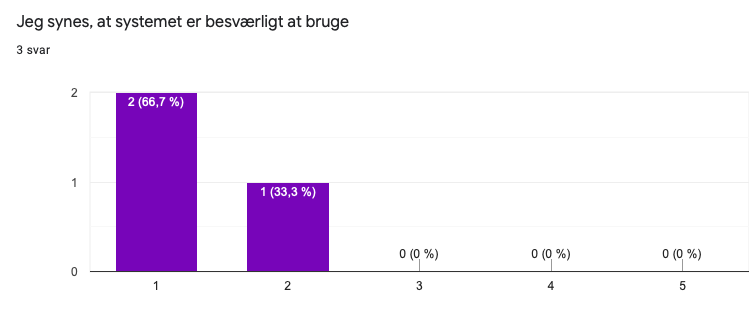 Jeg synes, at systemet er besværligt at bruge
3 svar
2
2 (66,7 %)
1
1 (33,3 %)
0 (0 %)
0 (0 %)
0 (0 %)
0
1
2
3
4
5